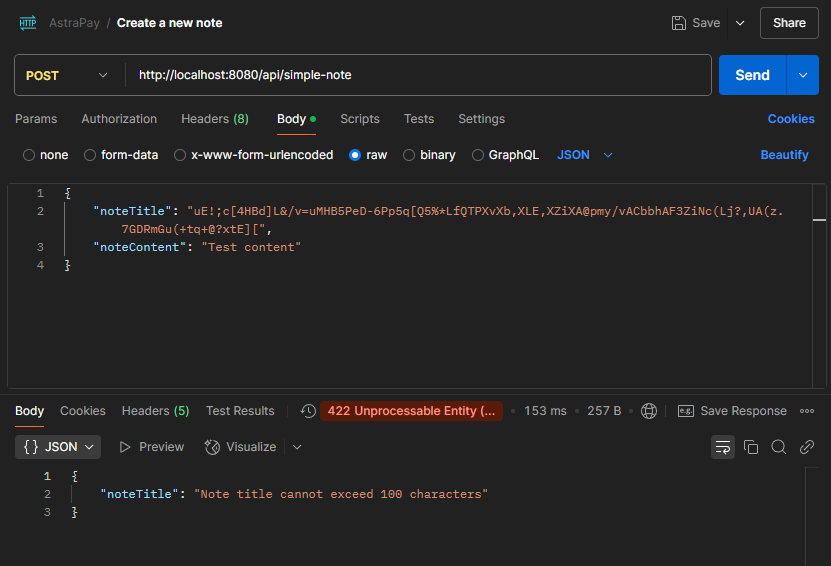 HTTP AstraPay / Create a new note Save Share
POST http://localhost:8080/api/simple-note Send
Params Authorization Headers (8) Body Scripts Tests Settings Cookies
none form-data x-www-form-urlencoded raw binary GraphQL JSON Beautify
1 {
2 "noteTitle": "uE!;c[4HBd]L&/v=uMHB5PeD-6Pp5q[Q5%*LfQTPXvXb,XLE,XZiXA@pmy/vACbbhAF3ZiNc(Lj?,UA(z.
7GDRmGu(+tq+@?xtE][",
3 "noteContent": "Test content"
4 }
Body Cookies Headers (5) Test Results 422 Unprocessable Entity (... 153 ms 257 B e.g. Save Response
{} JSON Preview Visualize
1 {
2 "noteTitle": "Note title cannot exceed 100 characters"
3 }